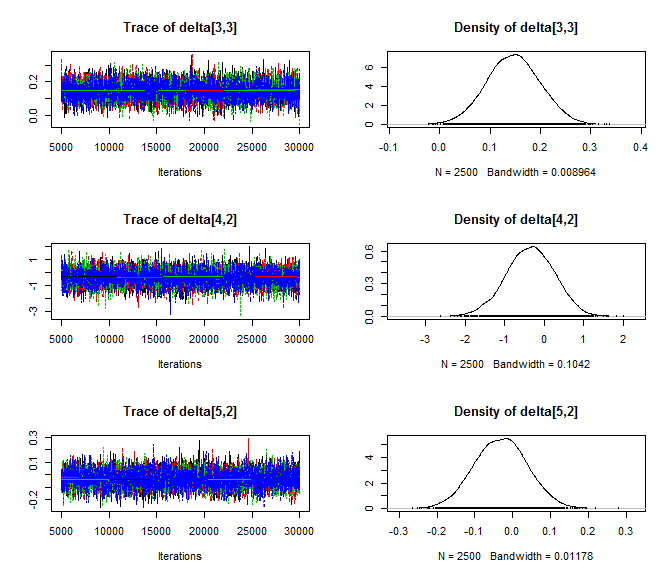 Trace of delta[3,3]
0.0 0.2
5000 10000 15000 20000 25000 30000
Iterations
Density of delta[3,3]
0 2 4 6
-0.1 0.0 0.1 0.2 0.3 0.4
N = 2500 Bandwidth = 0.008964
Trace of delta[4,2]
-3 -1 1
5000 10000 15000 20000 25000 30000
Iterations
Density of delta[4,2]
0.0 0.3 0.6
-3 -2 -1 0 1 2
N = 2500 Bandwidth = 0.1042
Trace of delta[5,2]
-0.2 0.1 0.3
5000 10000 15000 20000 25000 30000
Iterations
Density of delta[5,2]
0 2 4
-0.3 -0.2 -0.1 0.0 0.1 0.2 0.3
N = 2500 Bandwidth = 0.01178